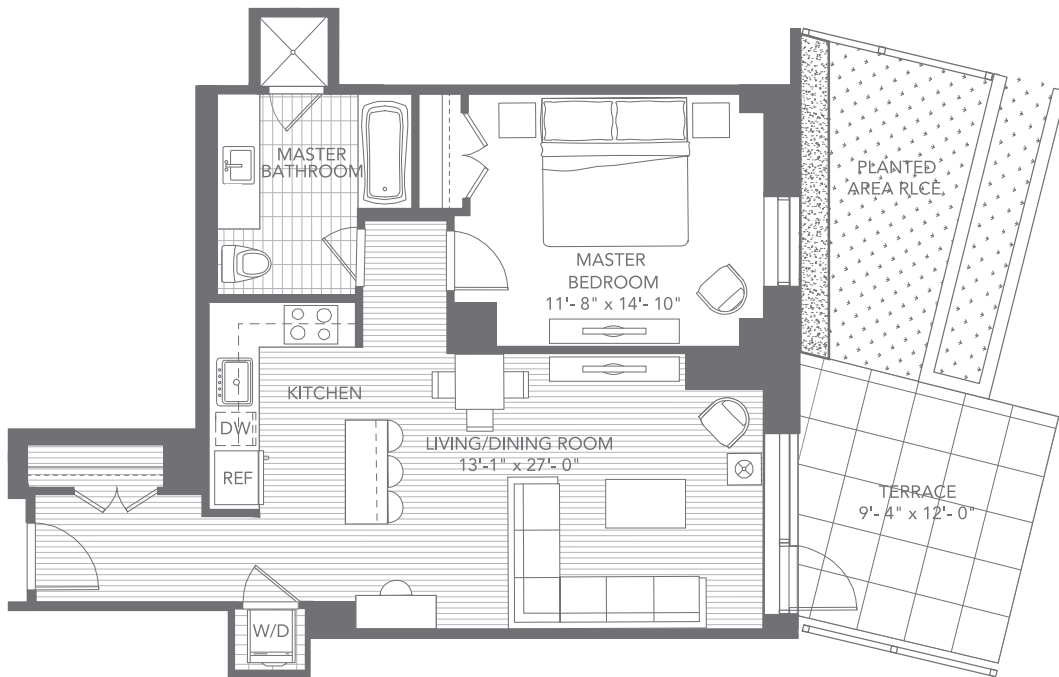 MASTER
BATHROOM
PLANTED
AREA RLCE
MASTER
BEDROOM
11'- 8" x 14'- 10"
KITCHEN
DW
LIVING/DINING ROOM
13'-1" x 27'- 0"
REF
TERRACE
9'- 4" x 12'- 0"
W/D